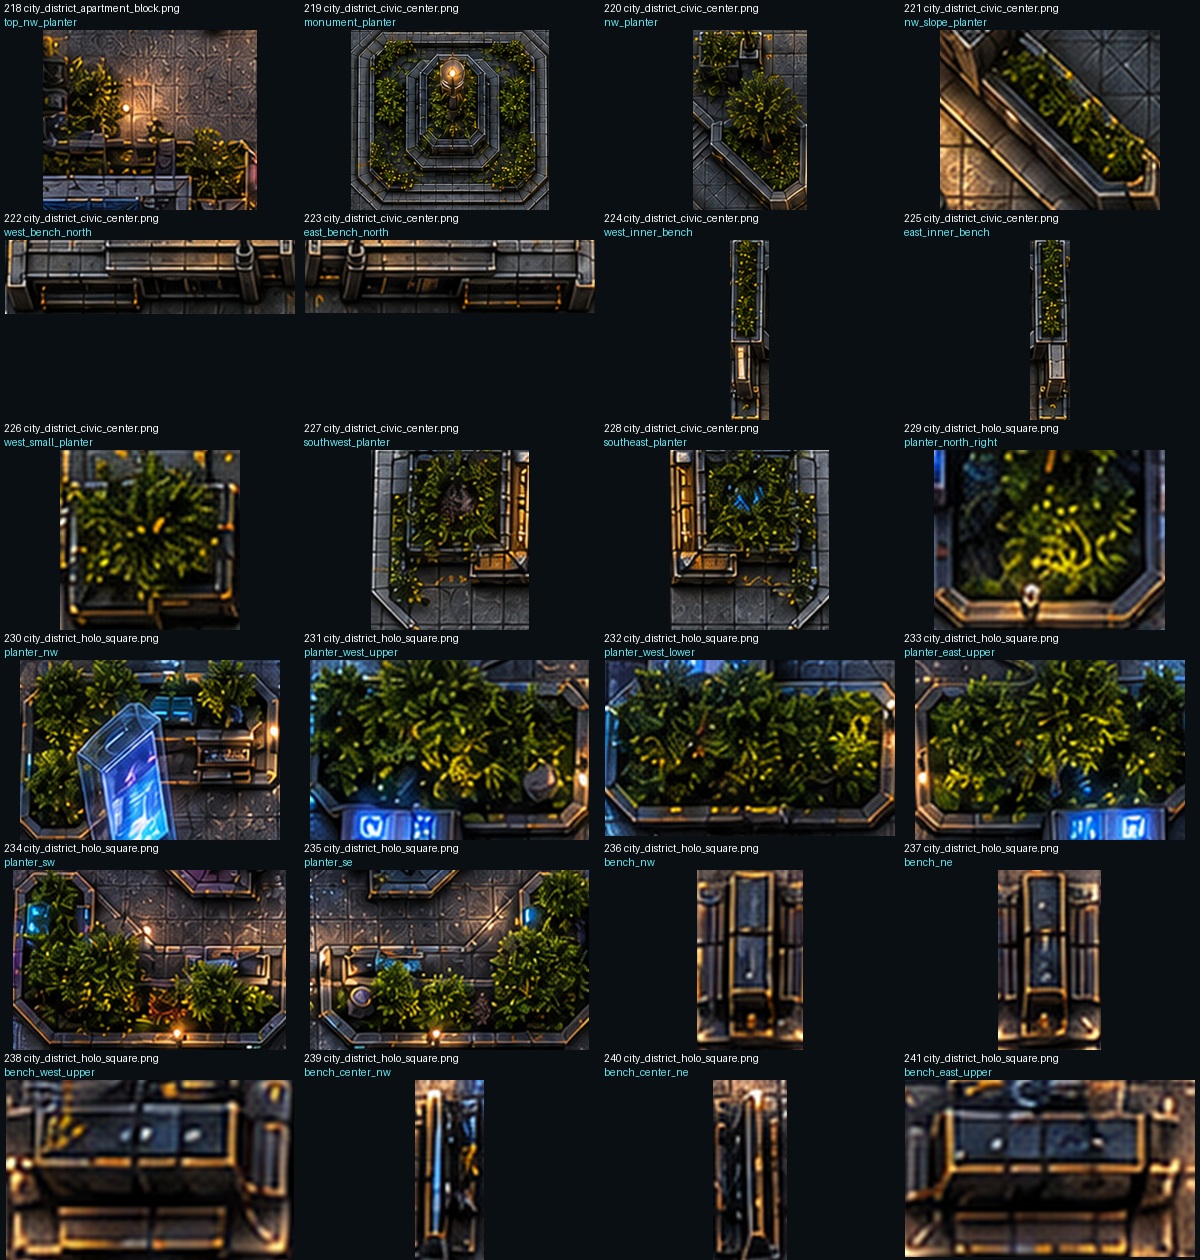 218 city_district_apartment_block.png
top_nw_planter
219 city_district_civic_center.png
monument_planter
220 city_district_civic_center.png
nw_planter
221 city_district_civic_center.png
nw_slope_planter
222 city_district_civic_center.png
west_bench_north
223 city_district_civic_center.png
east_bench_north
224 city_district_civic_center.png
west_inner_bench
225 city_district_civic_center.png
east_inner_bench
226 city_district_civic_center.png
west_small_planter
227 city_district_civic_center.png
southwest_planter
228 city_district_civic_center.png
southeast_planter
229 city_district_holo_square.png
planter_north_right
230 city_district_holo_square.png
planter_nw
231 city_district_holo_square.png
planter_west_upper
232 city_district_holo_square.png
planter_west_lower
233 city_district_holo_square.png
planter_east_upper
234 city_district_holo_square.png
planter_sw
235 city_district_holo_square.png
planter_se
236 city_district_holo_square.png
bench_nw
237 city_district_holo_square.png
bench_ne
238 city_district_holo_square.png
bench_west_upper
239 city_district_holo_square.png
bench_center_nw
240 city_district_holo_square.png
bench_center_ne
241 city_district_holo_square.png
bench_east_upper